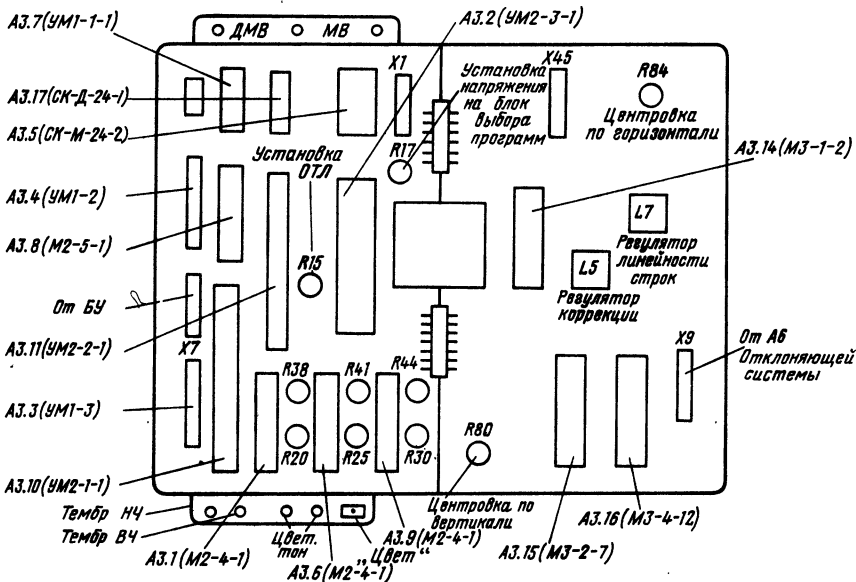 А3.7(УМ1-1-1)
ДМВ
МВ
А3.2(УМ2-3-1)
Х1
Установка
напряжения
на блок
выбора
программ
Х45
R84
Центровка
по горизонтали
А3.17(СК-Д-24-1)
А3.5(СК-М-24-2)
Установка
ОТЛ
R17
А3.14(М3-1-2)
А3.4(УМ1-2)
А3.8(М2-5-1)
L7
Регулятор
линейности
строк
L5
Регулятор
коррекции
R15
От БУ
А3.11(УМ2-2-1)
Х7
R38
R41
R44
Х9
От А6
Отклоняющей
системы
А3.3(УМ1-3)
R20
R25
R30
R80
А3.10(УМ2-1-1)
Центровка по
вертикали
Тембр НЧ
Тембр ВЧ
Цвет.
тон
„Цвет“
А3.1(М2-4-1)
А3.6(М2-4-1)
А3.9(М2-4-1)
А3.15(М3-2-7)
А3.16(М3-4-12)